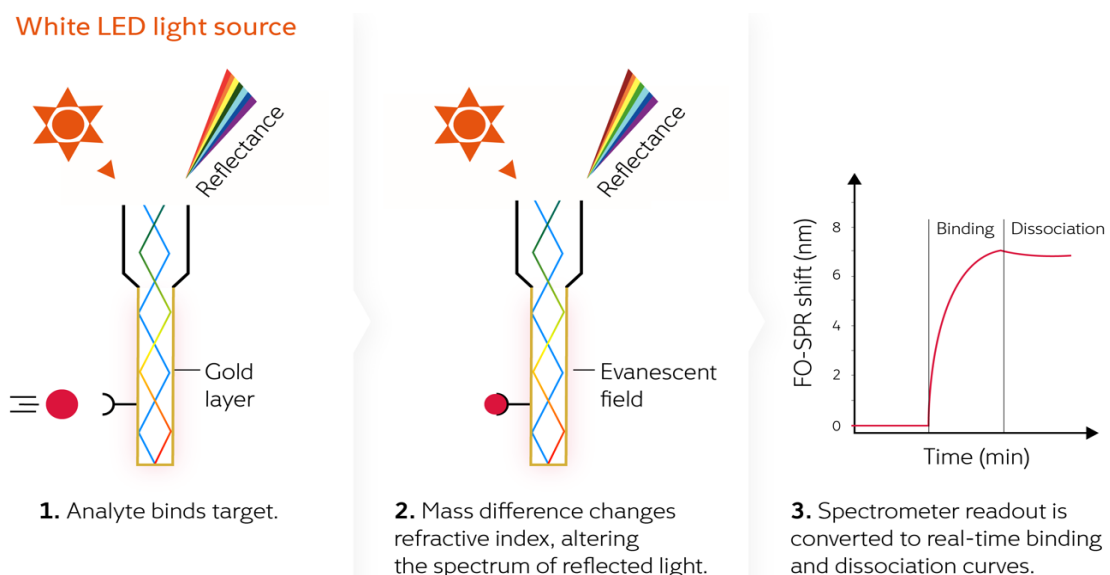 White LED light source
Reflectance
Gold
layer
1. Analyte binds target.
Reflectance
Evanescent
field
2. Mass difference changes
refractive index, altering
the spectrum of reflected light.
FO-SPR shift (nm)
8
6
4
2
0
Binding
Dissociation
Time (min)
3. Spectrometer readout is
converted to real-time binding
and dissociation curves.